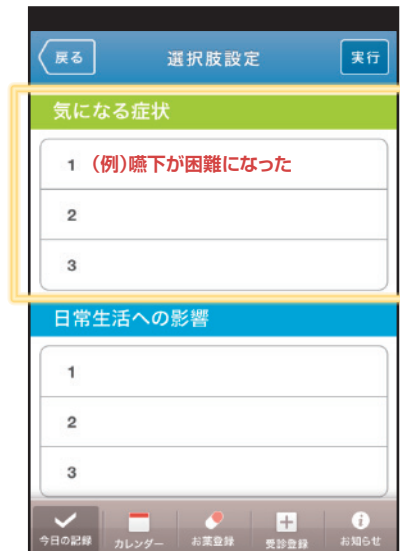 戻る 選択肢設定 実行
気になる症状
1 (例)嚥下が困難になった
2
3
日常生活への影響
1
2
3
今日の記録 カレンダー お薬登録 受診登録 お知らせ